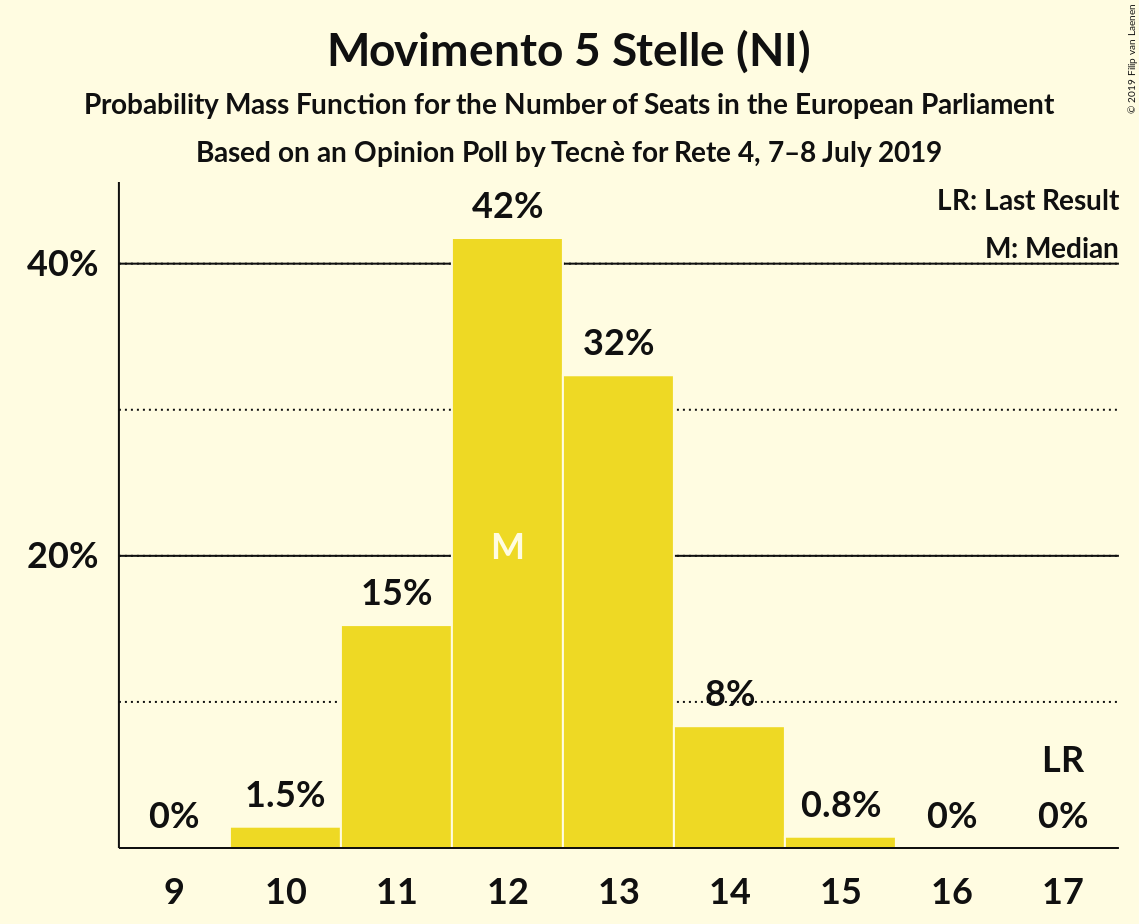 Movimento 5 Stelle (NI)
Probability Mass Function for the Number of Seats in the European Parliament
Based on an Opinion Poll by Tecnè for Rete 4, 7–8 July 2019
© 2019 Filip van Laenen
LR: Last Result
M: Median
42%
40%
32%
M
20%
15%
8%
LR
1.5%
0.8%
0%
0%
0%
9 10 11 12 13 14 15 16 17